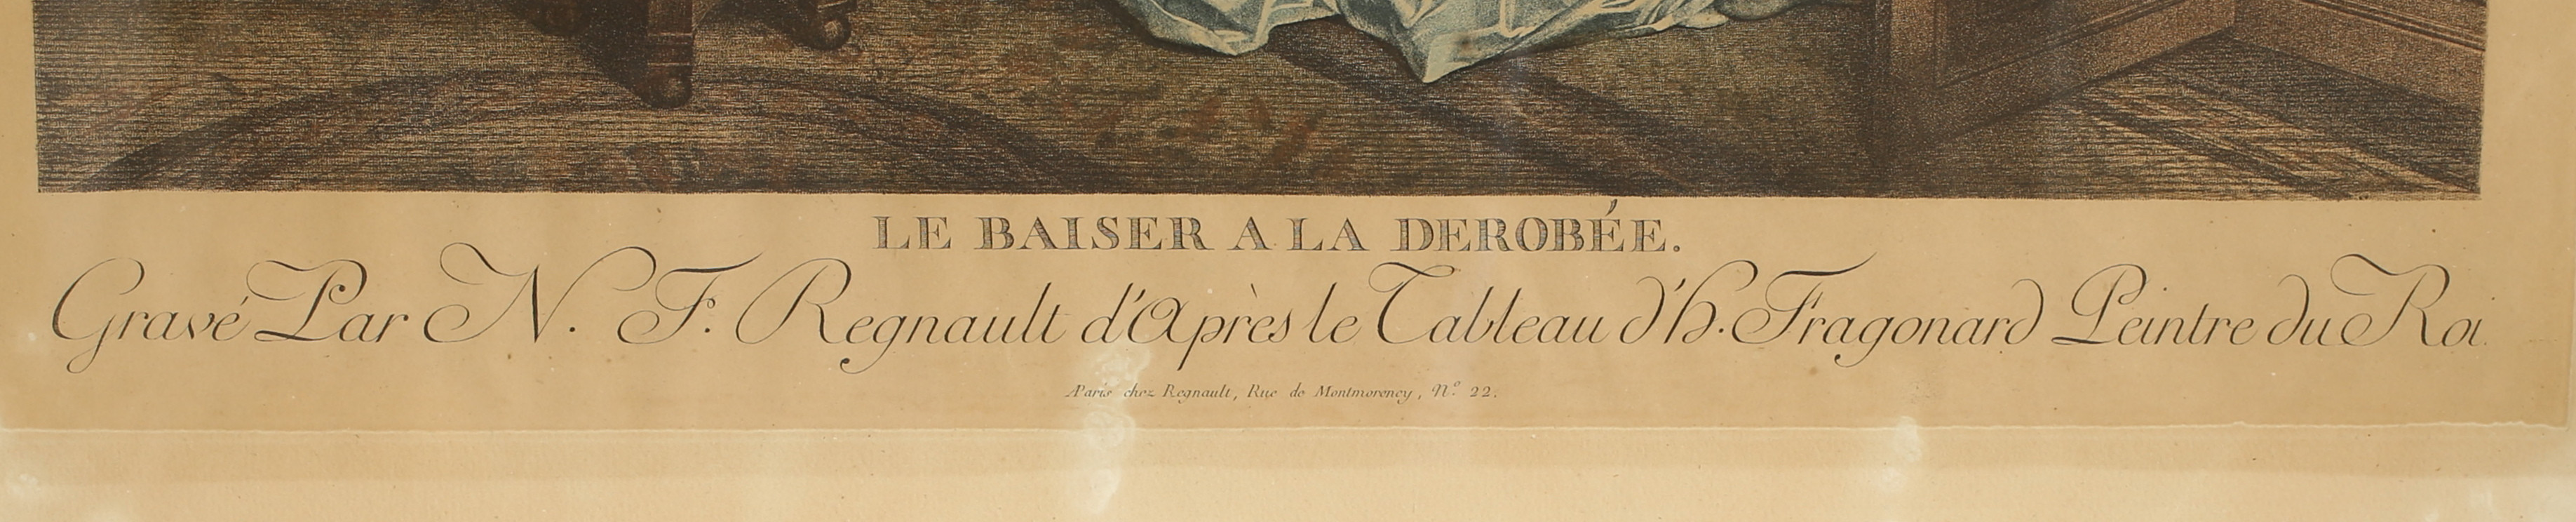 LE BAISER A LA DEROBÉE.
Gravé Par N. F. Regnault d'Après le Tableau d'h. Fragonard Peintre du Roi.
A Paris chez Regnault, Rue de Montmorency, N.º 22.